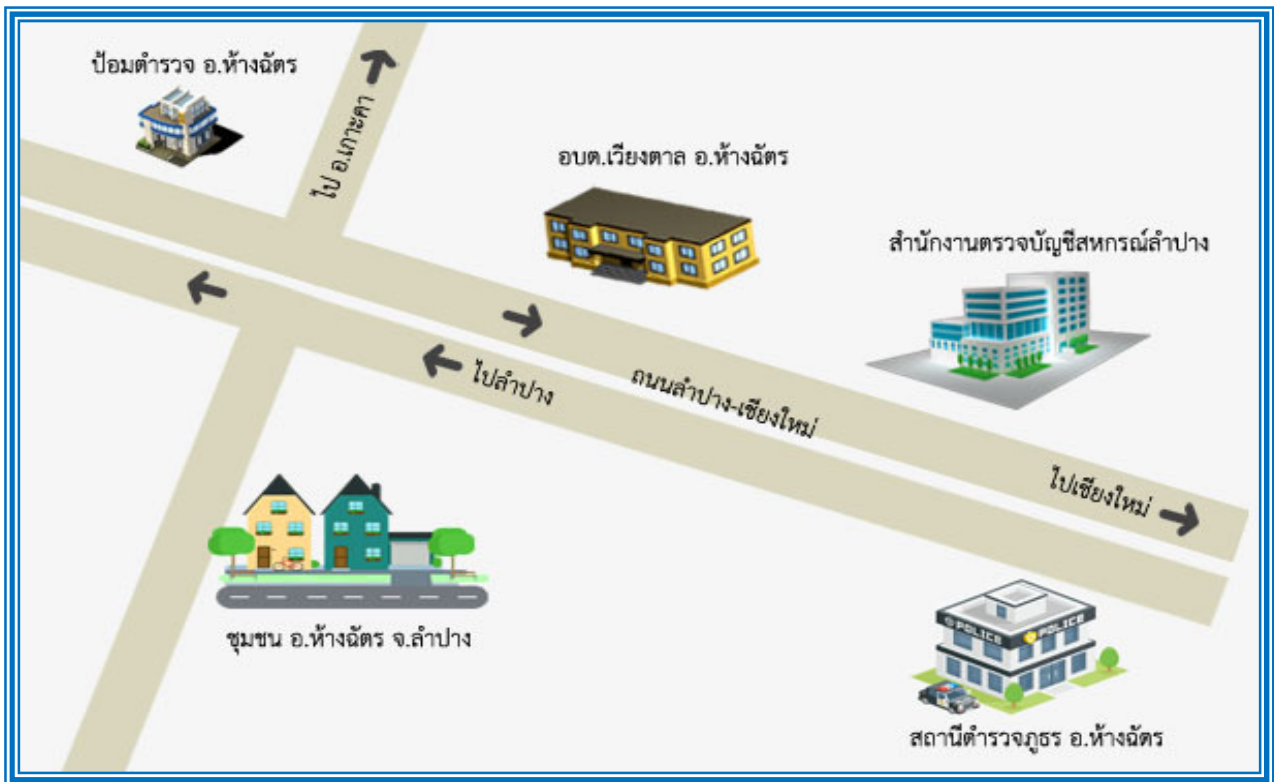 ป้อมตำรวจ อ.ห้างฉัตร
ไป อ.เกาะคา
อบต.เวียงตาล อ.ห้างฉัตร
สำนักงานตรวจบัญชีสหกรณ์ลำปาง
ไปลำปาง
ถนนลำปาง-เชียงใหม่
ไปเชียงใหม่
ชุมชน อ.ห้างฉัตร จ.ลำปาง
POLICE
POLICE
สถานีตำรวจภูธร อ.ห้างฉัตร